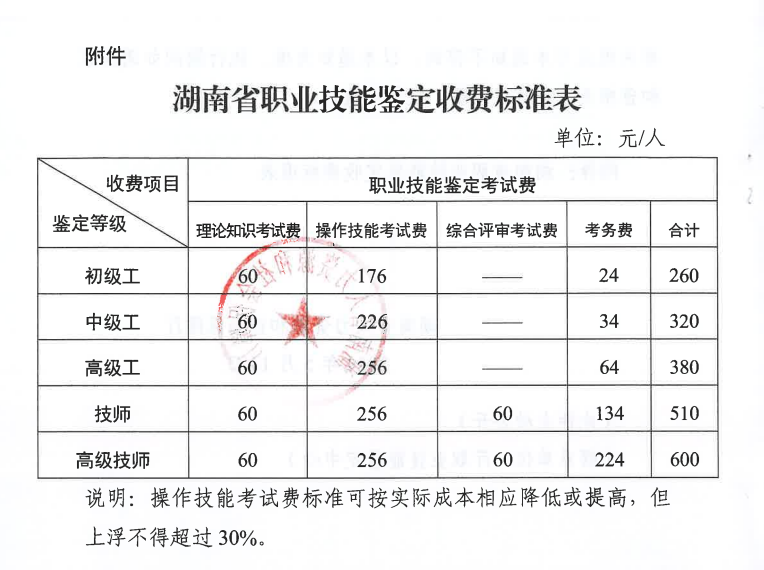 附件
湖南省职业技能鉴定收费标准表
单位：元/人
收费项目 职业技能鉴定考试费
鉴定等级 理论知识考试费 操作技能考试费 综合评审考试费 考务费 合计
初级工 60 176 —— 24 260
中级工 60 226 —— 34 320
高级工 60 256 —— 64 380
技师 60 256 60 134 510
高级技师 60 256 60 224 600
说明：操作技能考试费标准可按实际成本相应降低或提高，但
上浮不得超过 30%。